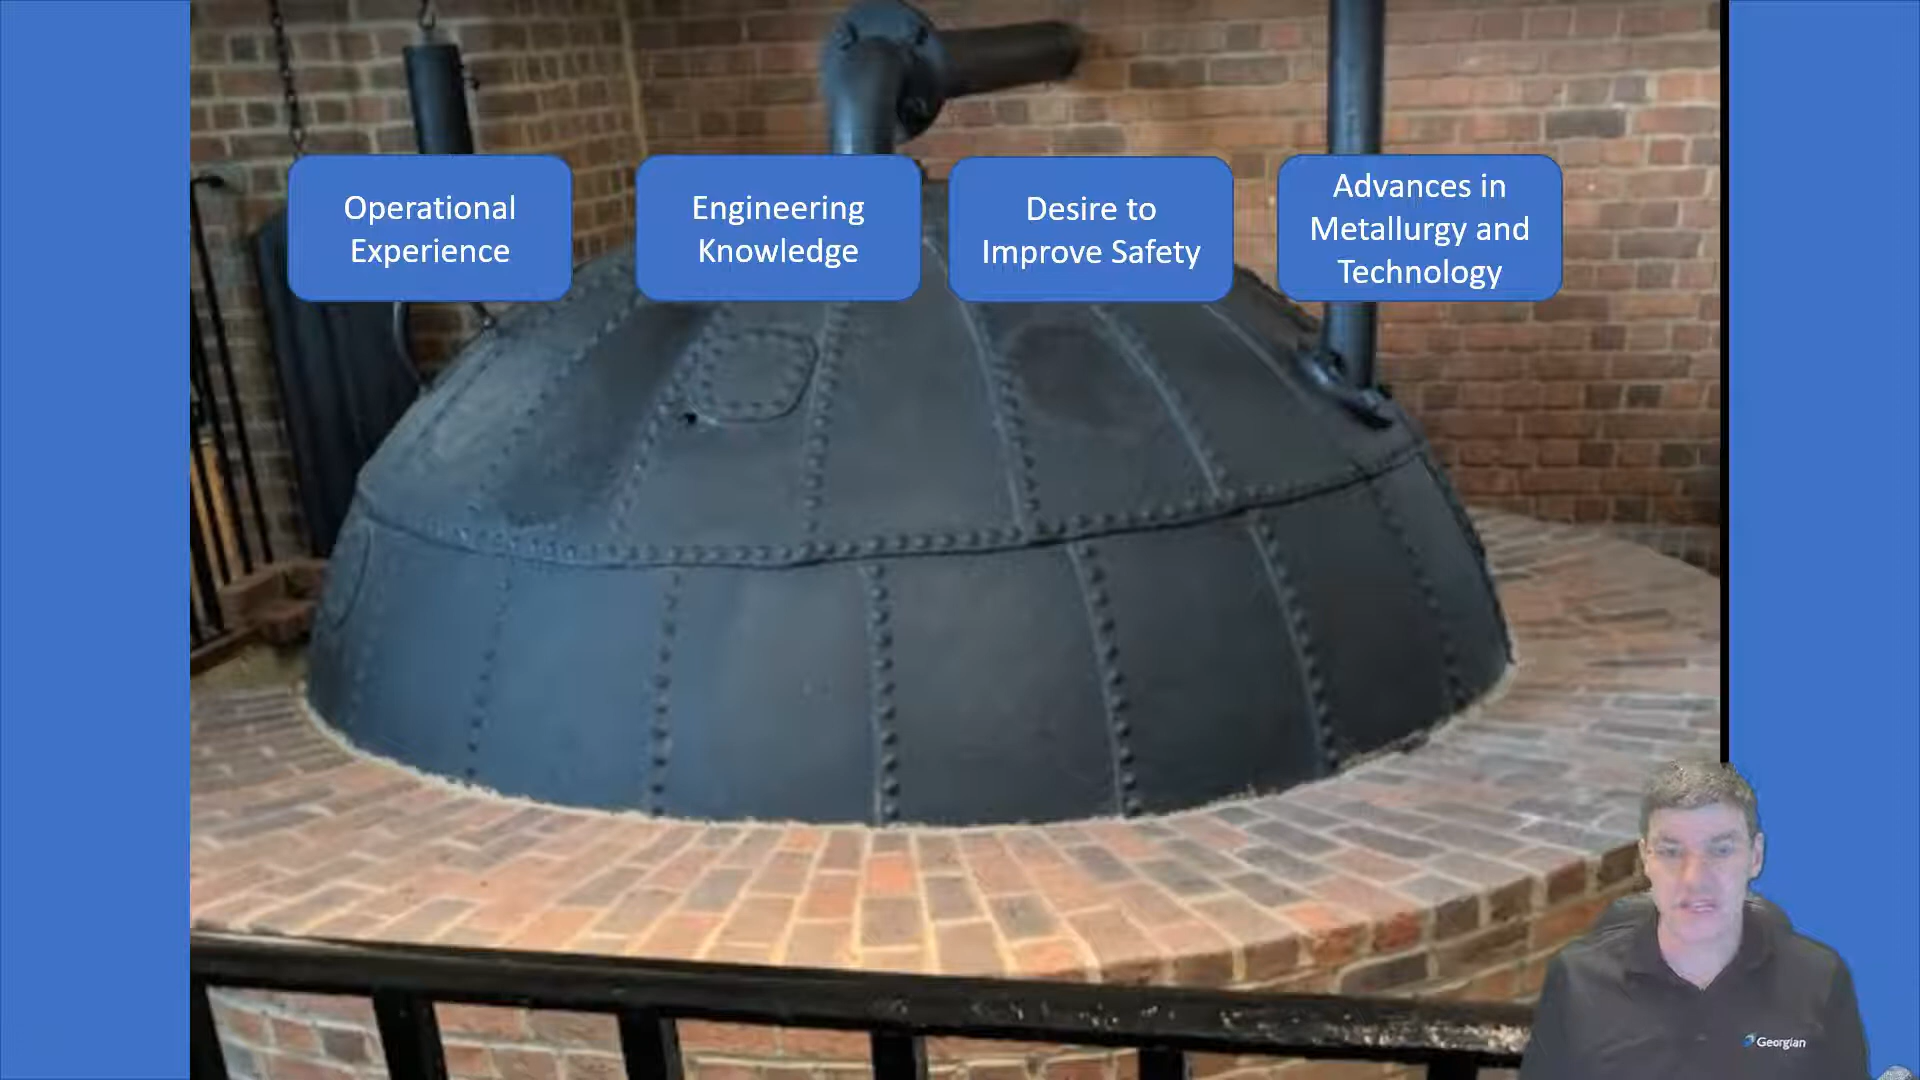 Operational
Experience
Engineering
Knowledge
Desire to
Improve Safety
Advances in
Metallurgy and
Technology
Georgian